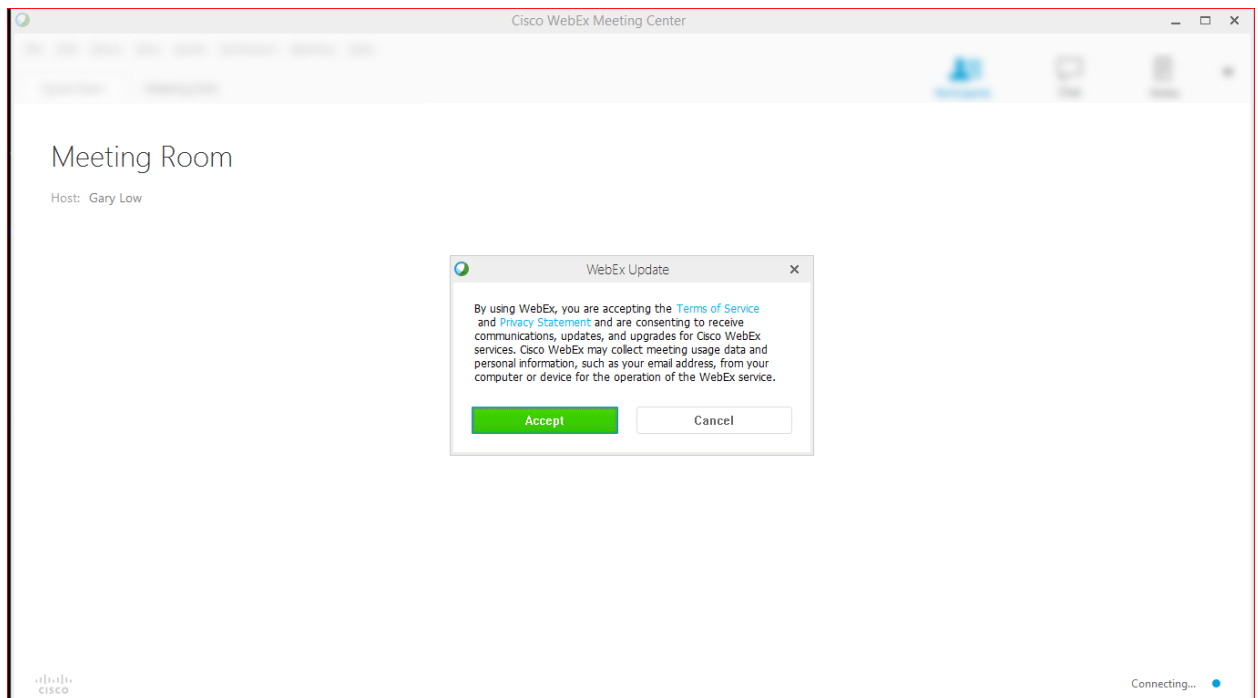 Cisco WebEx Meeting Center
Meeting Room
Host: Gary Low
WebEx Update
By using WebEx, you are accepting the Terms of Service
and Privacy Statement and are consenting to receive
communications, updates, and upgrades for Cisco WebEx
services. Cisco WebEx may collect meeting usage data and
personal information, such as your email address, from your
computer or device for the operation of the WebEx service.
Accept
Cancel
CISCO
Connecting...